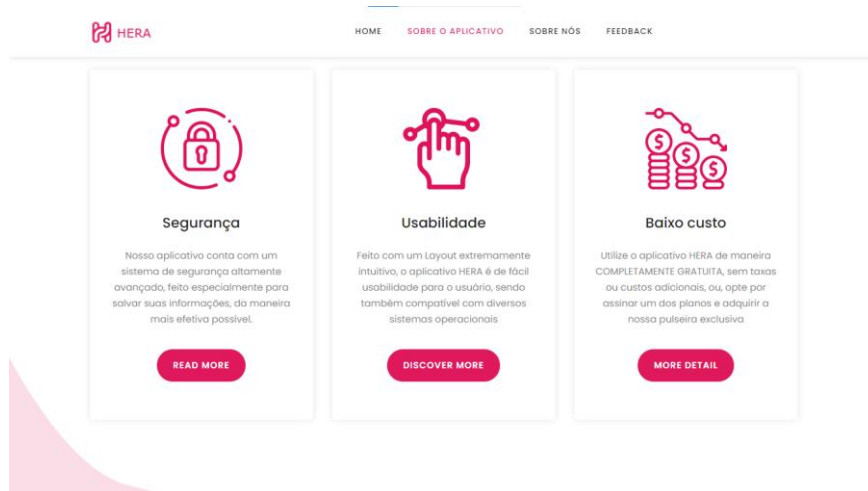 HERA
HOME SOBRE O APLICATIVO SOBRE NÓS FEEDBACK
Segurança
Nosso aplicativo conta com um
sistema de segurança altamente
avançado, feito especialmente para
salvar suas informações, da maneira
mais efetiva possível.
READ MORE
Usabilidade
Feito com um Layout extremamente
intuitivo, o aplicativo HERA é de fácil
usabilidade para o usuário, sendo
também compatível com diversos
sistemas operacionais
DISCOVER MORE
Baixo custo
Utilize o aplicativo HERA de maneira
COMPLETAMENTE GRATUITA, sem taxas
ou custos adicionais, ou, opte por
assinar um dos planos e adquirir a
nossa pulseira exclusiva
MORE DETAIL